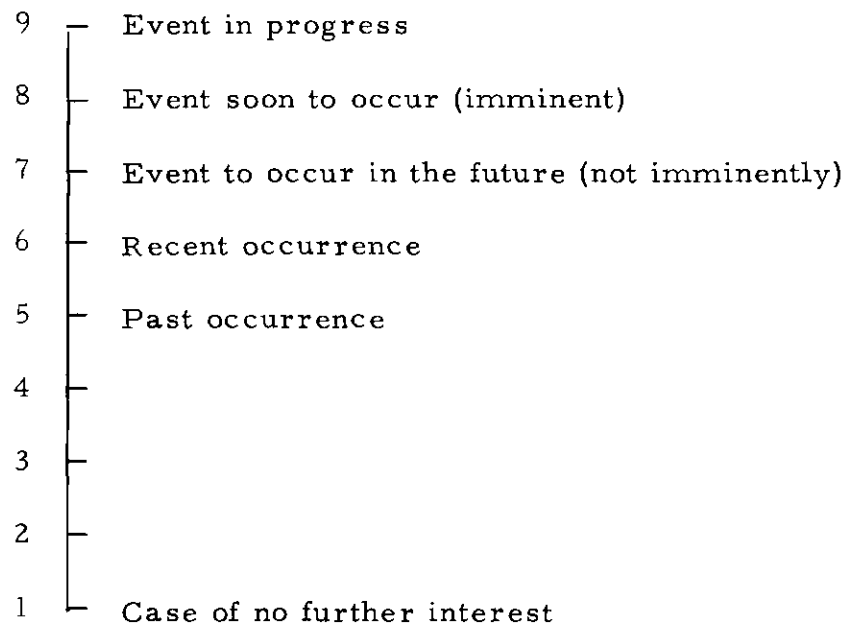 9 Event in progress
8 Event soon to occur (imminent)
7 Event to occur in the future (not imminently)
6 Recent occurrence
5 Past occurrence
4
3
2
1 Case of no further interest